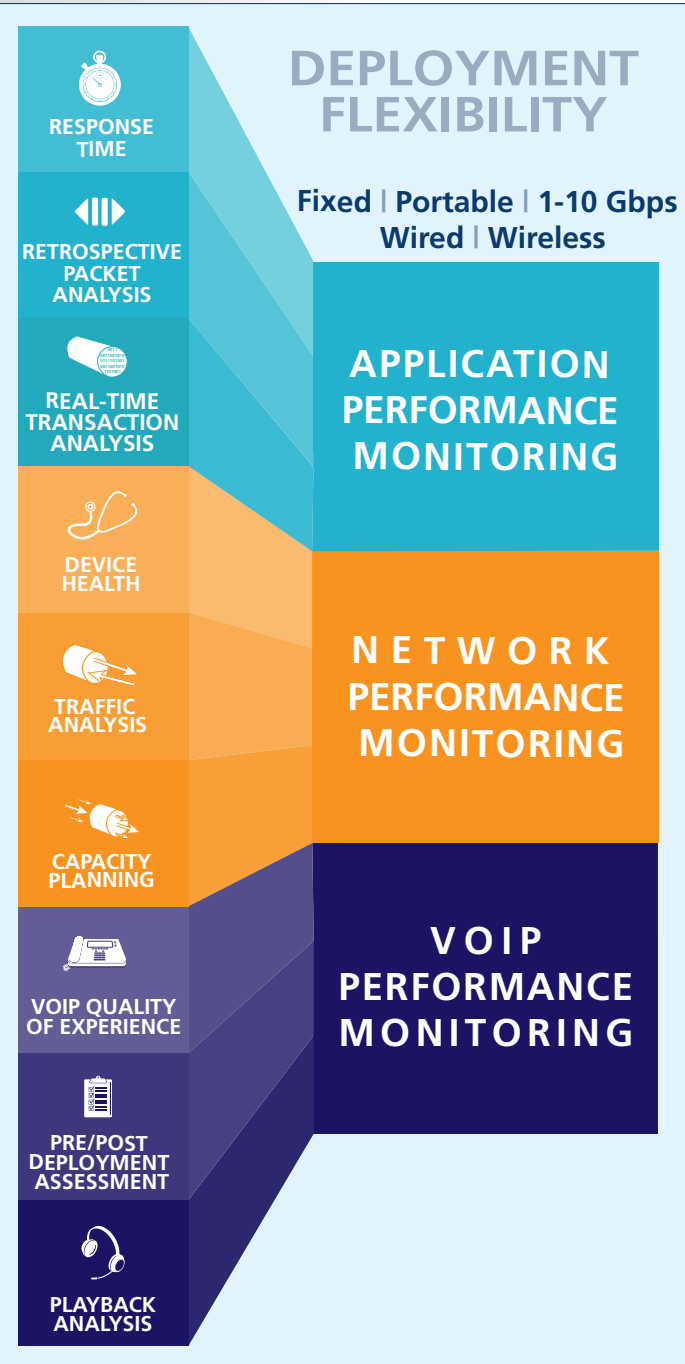 DEPLOYMENT
FLEXIBILITY
Fixed | Portable | 1-10 Gbps
Wired | Wireless
RESPONSE
TIME
RETROSPECTIVE
PACKET
ANALYSIS
REAL-TIME
TRANSACTION
ANALYSIS
APPLICATION
PERFORMANCE
MONITORING
DEVICE
HEALTH
TRAFFIC
ANALYSIS
CAPACITY
PLANNING
NETWORK
PERFORMANCE
MONITORING
VOIP QUALITY
OF EXPERIENCE
PRE/POST
DEPLOYMENT
ASSESSMENT
PLAYBACK
ANALYSIS
VOIP
PERFORMANCE
MONITORING